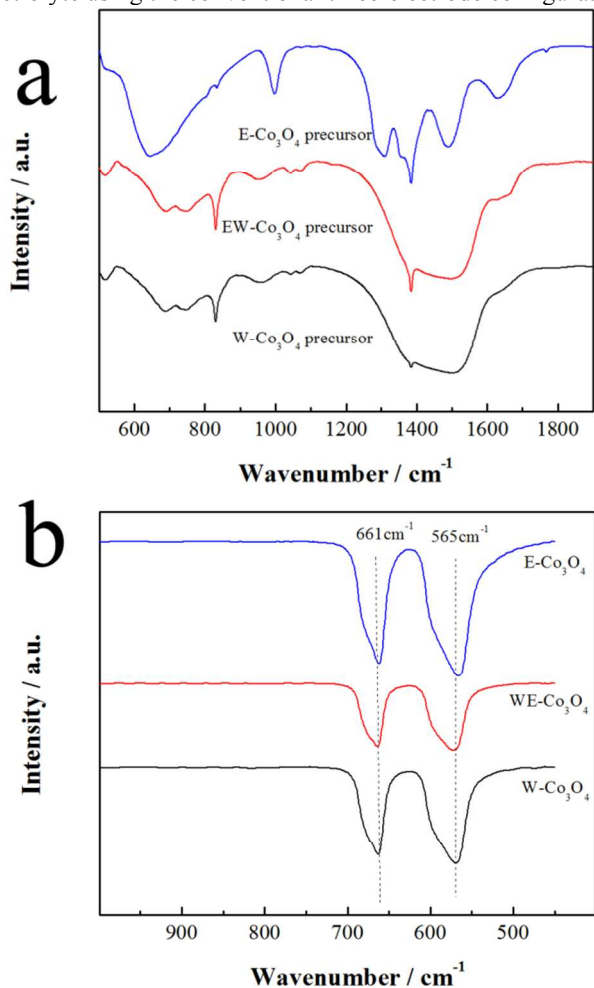 a
E-Co₃O₄ precursor
EW-Co₃O₄ precursor
W-Co₃O₄ precursor
Intensity / a.u.
600 800 1000 1200 1400 1600 1800
Wavenumber / cm⁻¹
b
661cm⁻¹ 565cm⁻¹
E-Co₃O₄
WE-Co₃O₄
W-Co₃O₄
Intensity / a.u.
900 800 700 600 500
Wavenumber / cm⁻¹